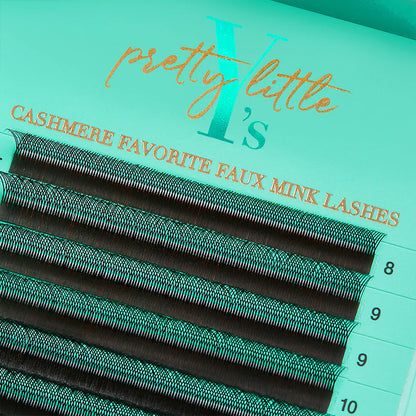 pretty little
Y's
CASHMERE FAVORITE FAUX MINK LASHES
8
9
9
10